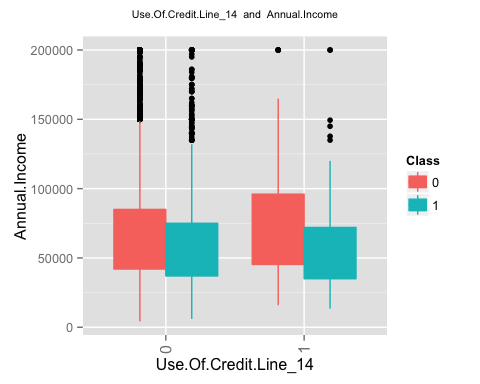 Use.Of.Credit.Line_14 and Annual.Income
200000
150000
100000
50000
0
Annual.Income
0
1
Use.Of.Credit.Line_14
Class
0
1